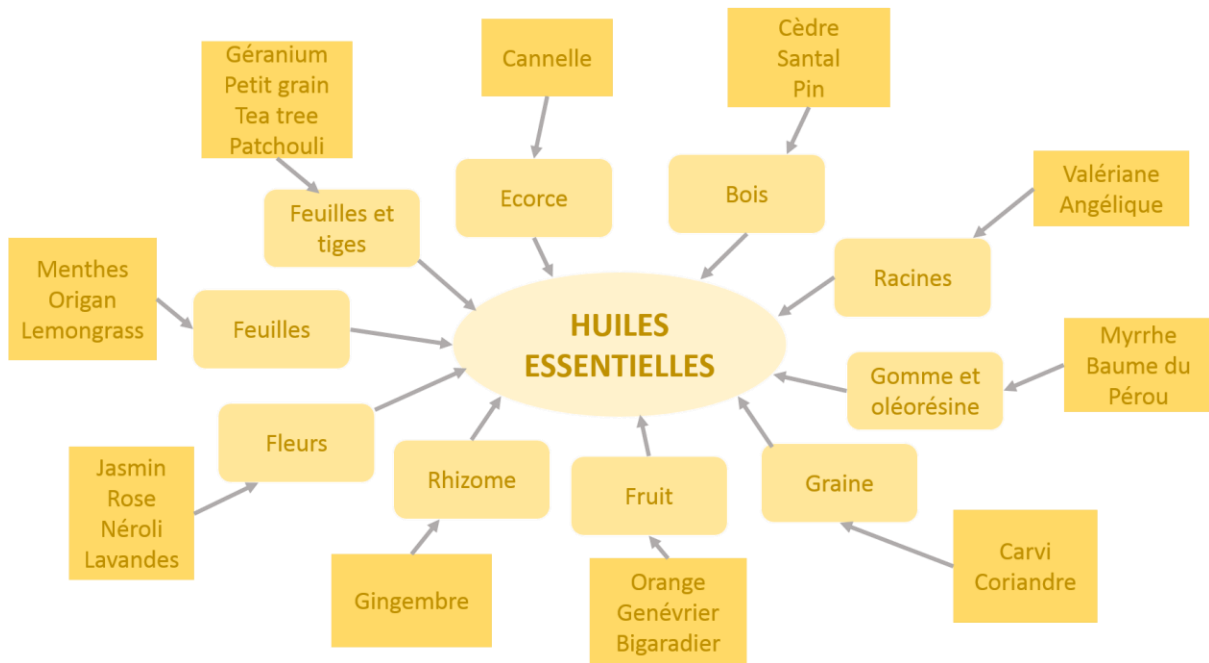 Géranium
Petit grain
Tea tree
Patchouli
Cannelle
Cèdre
Santal
Pin
Feuilles et
tiges
Ecorce
Bois
Valériane
Angélique
Menthes
Origan
Lemongrass
Feuilles
Racines
HUILES
ESSENTIELLES
Myrrhe
Baume du
Pérou
Gomme et
oléorésine
Fleurs
Rhizome
Fruit
Graine
Jasmin
Rose
Néroli
Lavandes
Gingembre
Orange
Genévrier
Bigaradier
Carvi
Coriandre